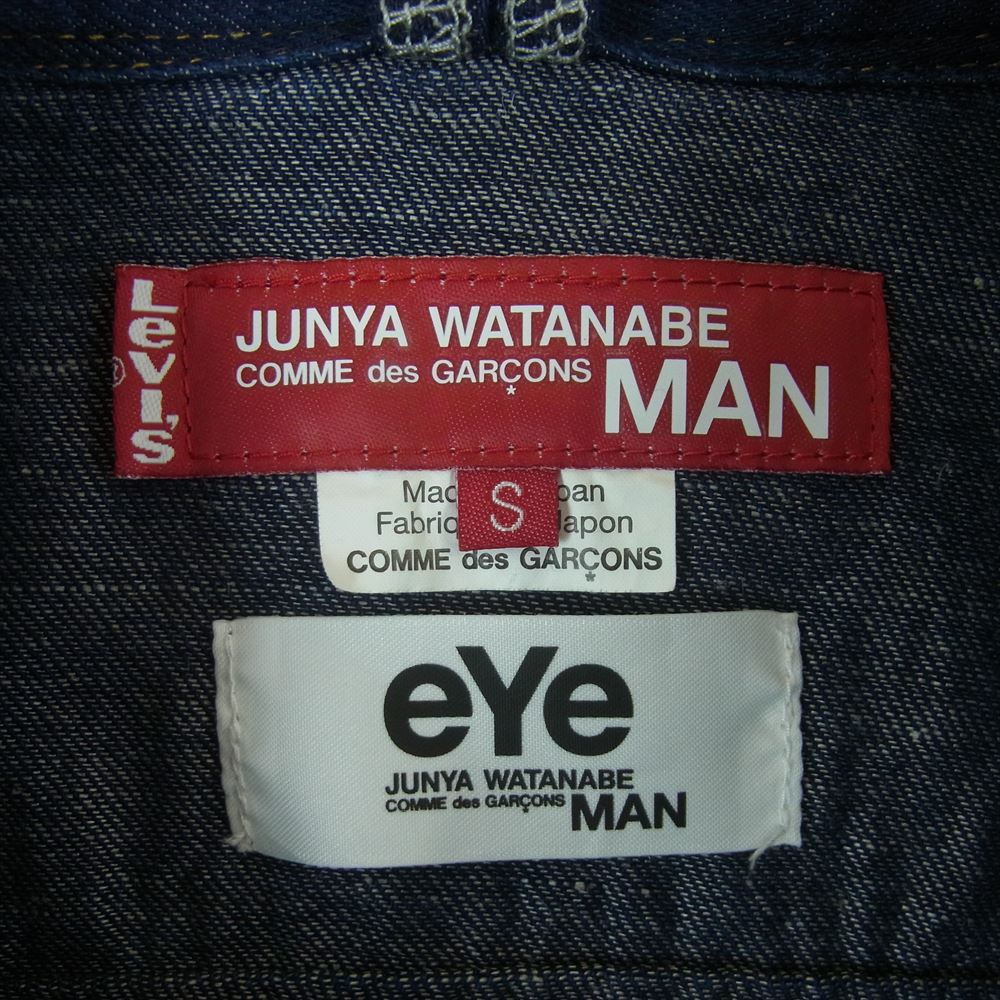 LeVI'S
®
JUNYA WATANABE
COMME des GARÇONS
MAN
S
COMME des GARÇONS
eYe
JUNYA WATANABE
COMME des GARÇONS
MAN